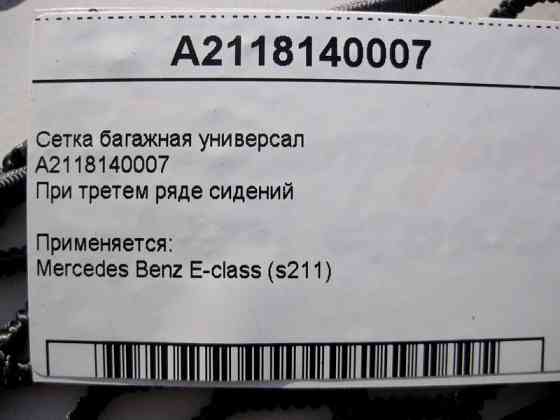 A2118140007
Сетка багажная универсал
A2118140007
При третем ряде сидений
Применяется:
Mercedes Benz E-class (s211)